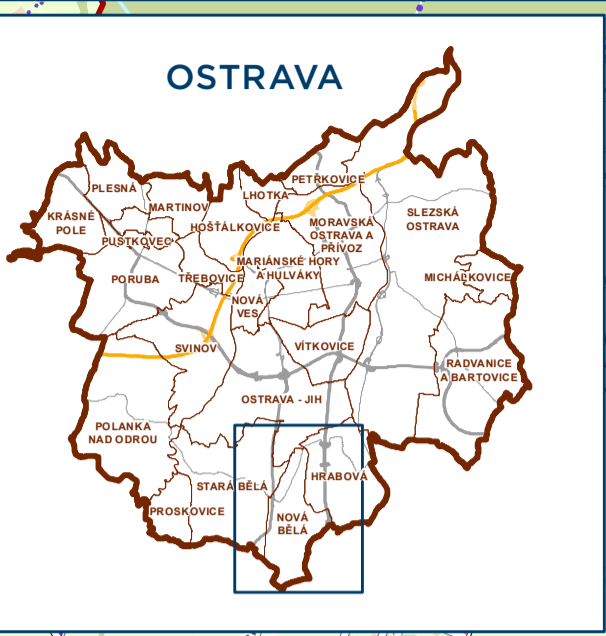 OSTRAVA
PETŘKOVICE
PLESNÁ
LHOTKA
MARTINOV
KRÁSNÉ
POLE
SLEZSKÁ
OSTRAVA
HOŠŤÁLKOVICE
MORAVSKÁ
OSTRAVA A
PŘÍVOZ
PUSTKOVEC
MARIÁNSKÉ HORY
A HULVÁKY
PORUBA
TŘEBOVICE
MICHÁLKOVICE
NOVÁ
VES
SVINOV
VÍTKOVICE
RADVANICE
A BARTOVICE
OSTRAVA - JIH
POLANKA
NAD ODROU
HRABOVÁ
STARÁ BĚLÁ
PROSKOVICE
NOVÁ
BĚLÁ